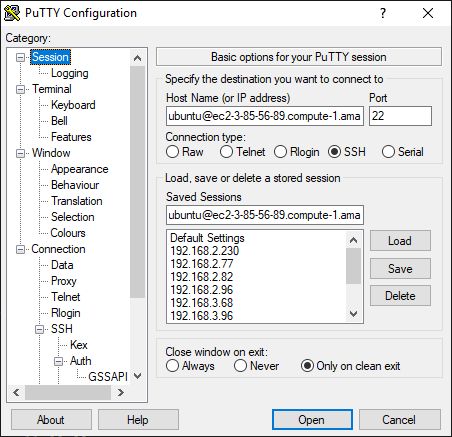 PuTTY Configuration
?
Category:
Session
Logging
Terminal
Keyboard
Bell
Features
Window
Appearance
Behaviour
Translation
Selection
Colours
Connection
Data
Proxy
Telnet
Rlogin
SSH
Kex
Auth
GSSAPI
Basic options for your PuTTY session
Specify the destination you want to connect to
Host Name (or IP address) Port
ubuntu@ec2-3-85-56-89.compute-1.ama 22
Connection type:
Raw Telnet Rlogin SSH Serial
Load, save or delete a stored session
Saved Sessions
ubuntu@ec2-3-85-56-89.compute-1.ama
Default Settings Load
192.168.2.230
192.168.2.77
192.168.2.82 Save
192.168.2.96
192.168.3.68 Delete
192.168.3.96
Close window on exit:
Always Never Only on clean exit
About Help Open Cancel